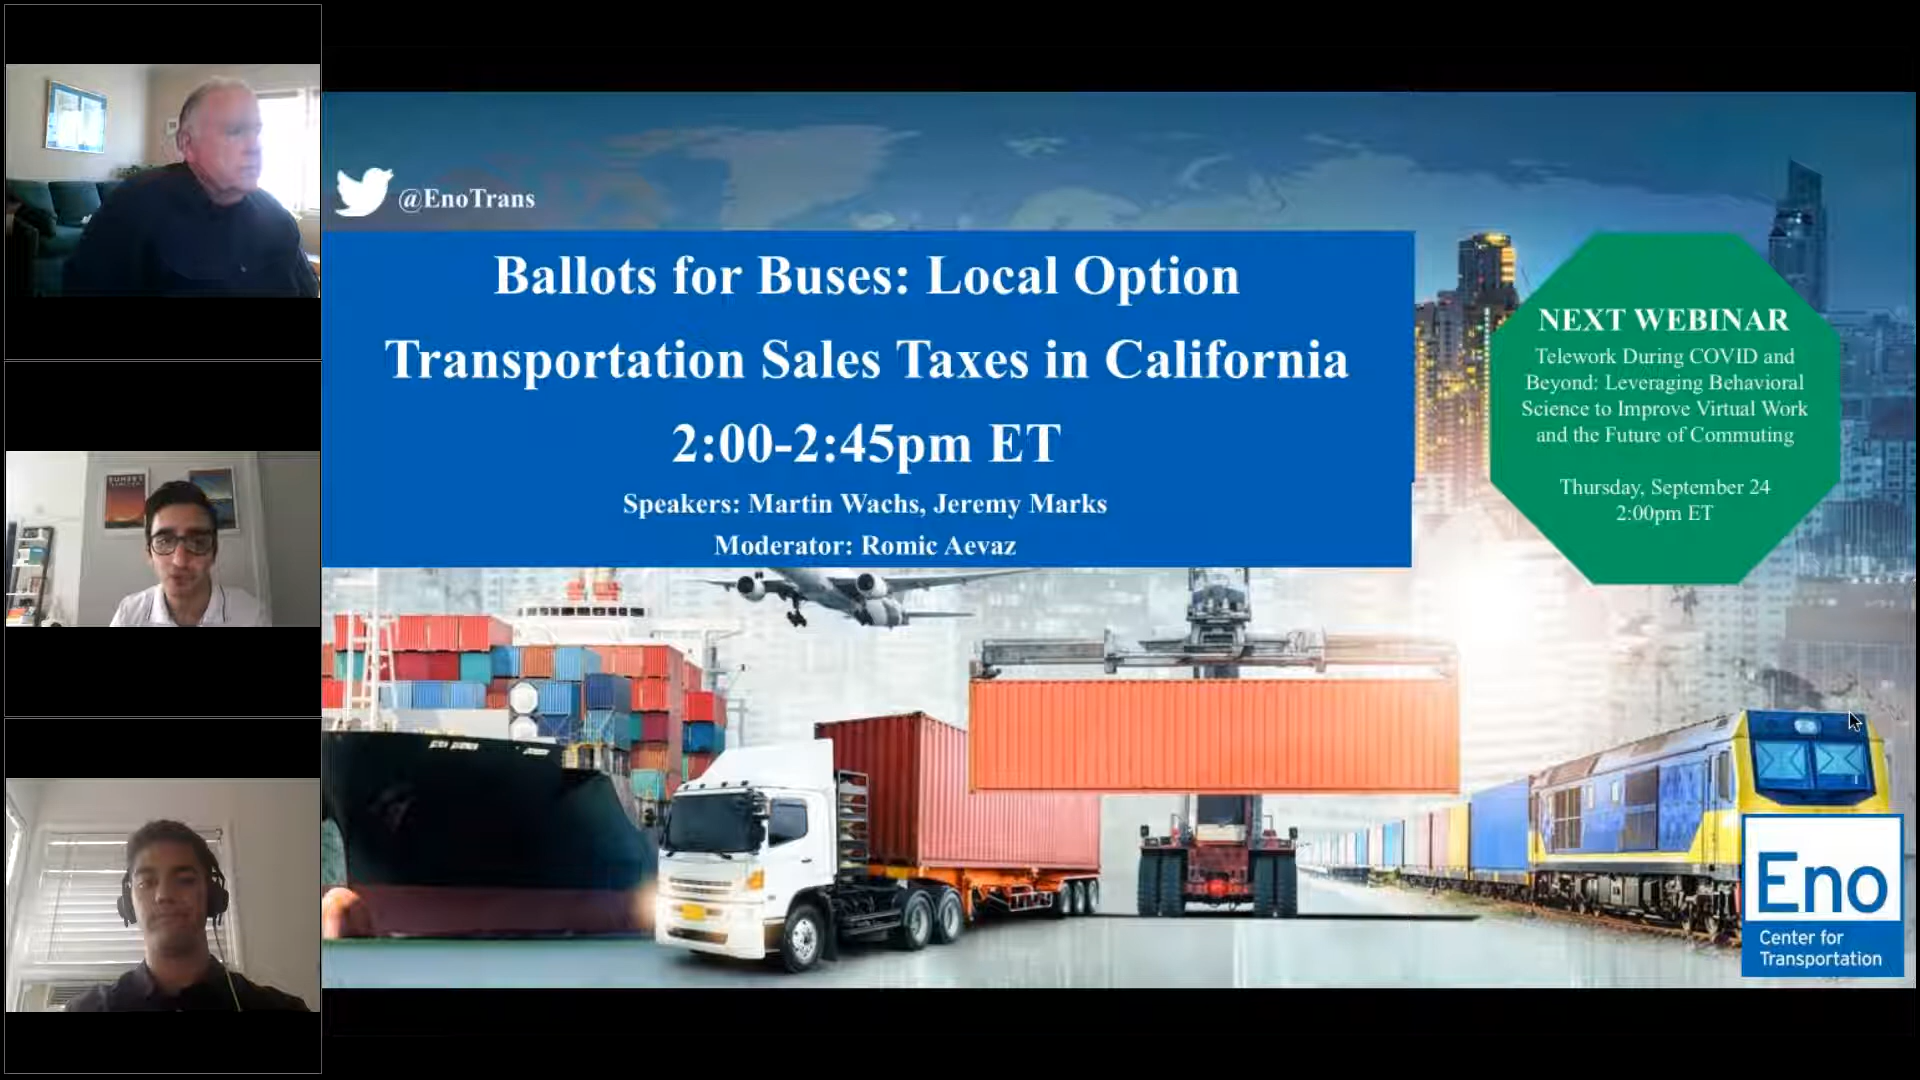 @EnoTrans
Ballots for Buses: Local Option
Transportation Sales Taxes in California
2:00-2:45pm ET
Speakers: Martin Wachs, Jeremy Marks
Moderator: Romic Aevaz
NEXT WEBINAR
Telework During COVID and
Beyond: Leveraging Behavioral
Science to Improve Virtual Work
and the Future of Commuting
Thursday, September 24
2:00pm ET
SUNSET
Eno
Center for
Transportation